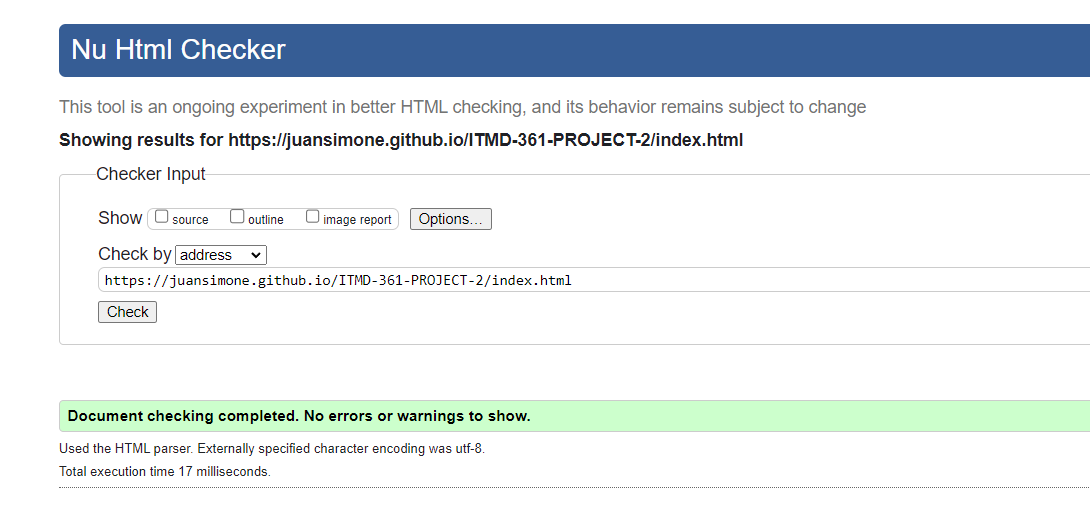 Nu Html Checker
This tool is an ongoing experiment in better HTML checking, and its behavior remains subject to change
Showing results for https://juansimone.github.io/ITMD-361-PROJECT-2/index.html
Checker Input
Show source outline image report Options...
Check by address
https://juansimone.github.io/ITMD-361-PROJECT-2/index.html
Check
Document checking completed. No errors or warnings to show.
Used the HTML parser. Externally specified character encoding was utf-8.
Total execution time 17 milliseconds.